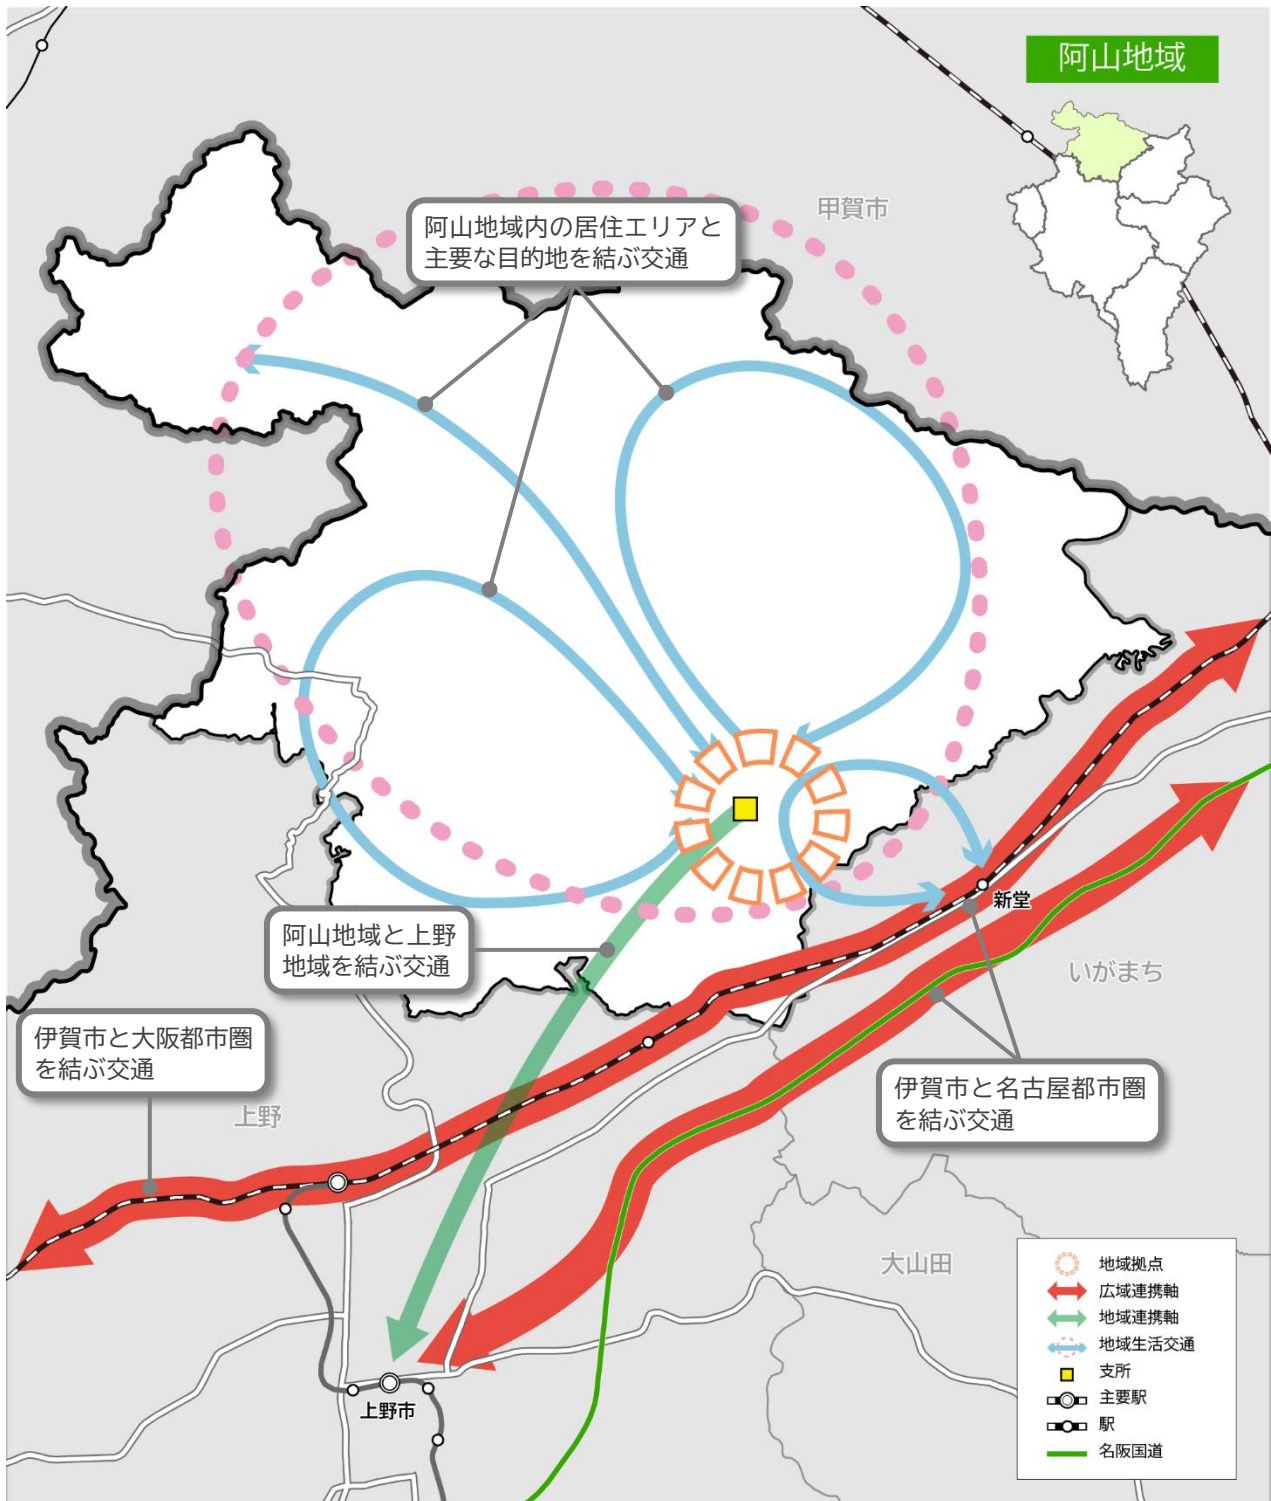 阿山地域
甲賀市
阿山地域内の居住エリアと
主要な目的地を結ぶ交通
新堂
阿山地域と上野
地域を結ぶ交通
いがまち
伊賀市と大阪都市圏
を結ぶ交通
伊賀市と名古屋都市圏
を結ぶ交通
上野
大山田
上野市
地域拠点
広域連携軸
地域連携軸
地域生活交通
支所
主要駅
駅
名阪国道